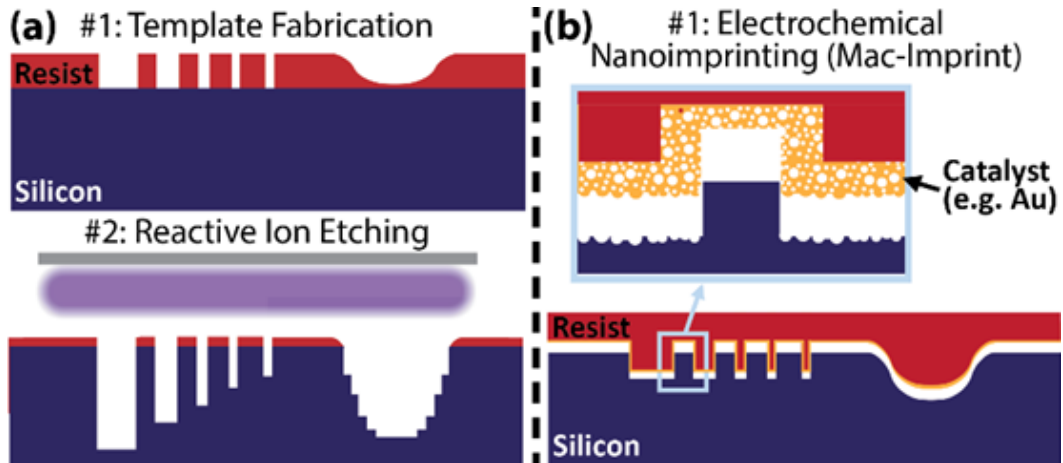 (a) #1: Template Fabrication
Resist
Silicon
#2: Reactive Ion Etching
(b) #1: Electrochemical
Nanoimprinting (Mac-Imprint)
Catalyst
(e.g. Au)
Resist
Silicon